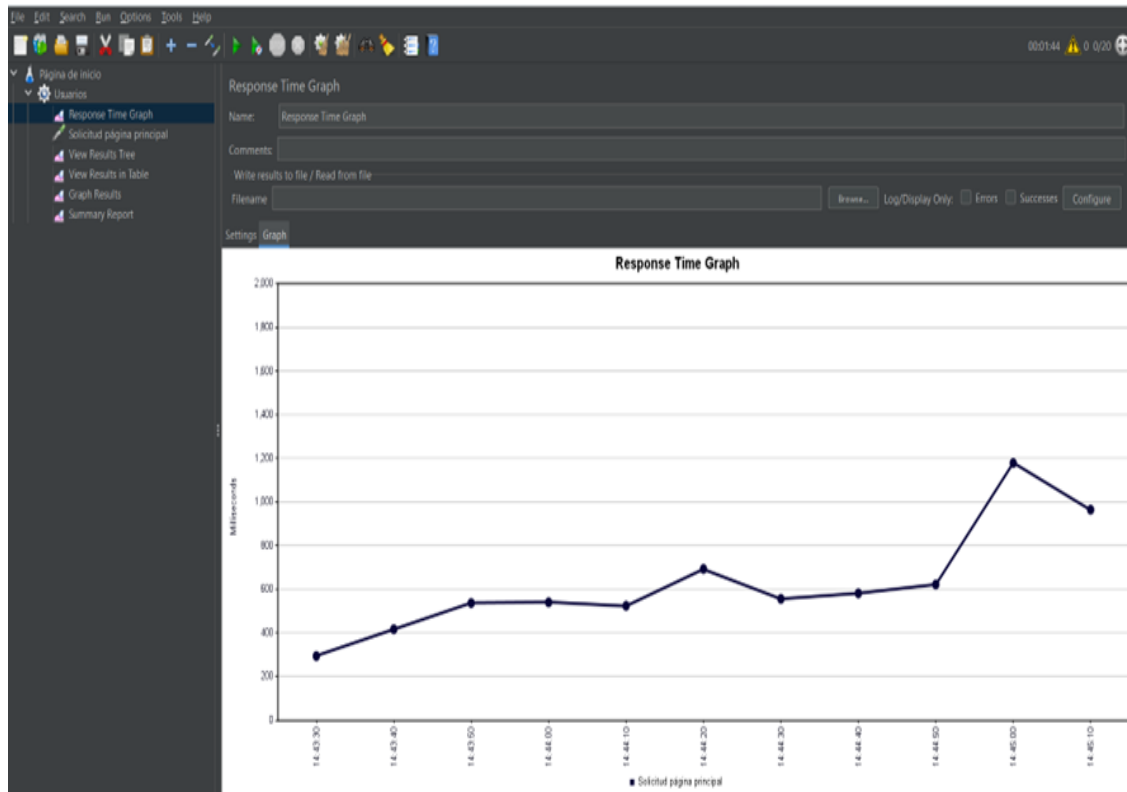 File Edit Search Run Options Tools Help
00:01:44 0 0/20
Página de inicio
Usuarios
Response Time Graph
Solicitud página principal
View Results Tree
View Results in Table
Graph Results
Summary Report
Response Time Graph
Name: Response Time Graph
Comments:
Write results to file / Read from file
Filename Browse... Log/Display Only: Errors Successes Configure
Settings Graph
Response Time Graph
2,000
1,800
1,600
1,400
1,200
1,000
800
600
400
200
0
Milliseconds
14:43:30 14:43:40 14:43:50 14:44:00 14:44:10 14:44:20 14:44:30 14:44:40 14:44:50 14:45:00 14:45:10
Solicitud página principal